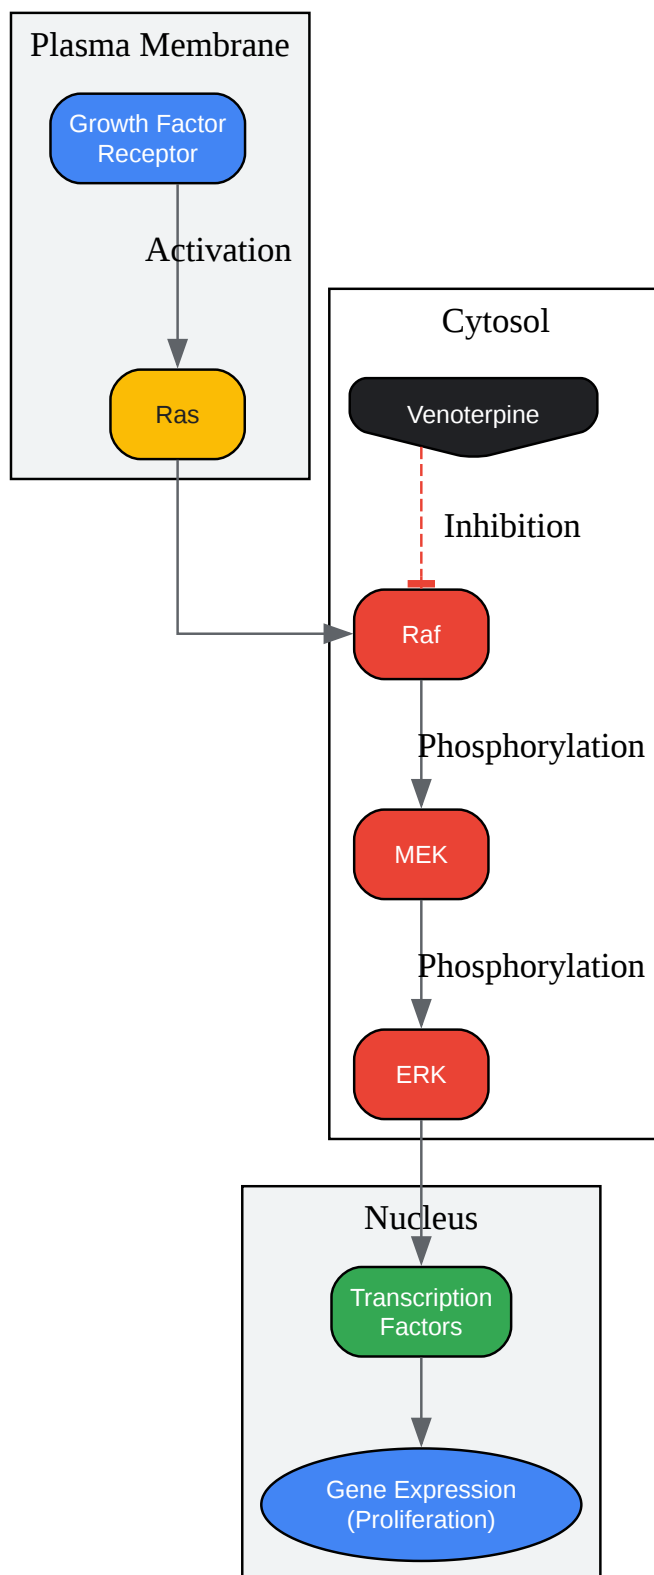 Plasma Membrane
Growth Factor
Receptor
Activation
Ras
Cytosol
Venoterpine
Inhibition
Raf
Phosphorylation
MEK
Phosphorylation
ERK
Nucleus
Transcription
Factors
Gene Expression
(Proliferation)